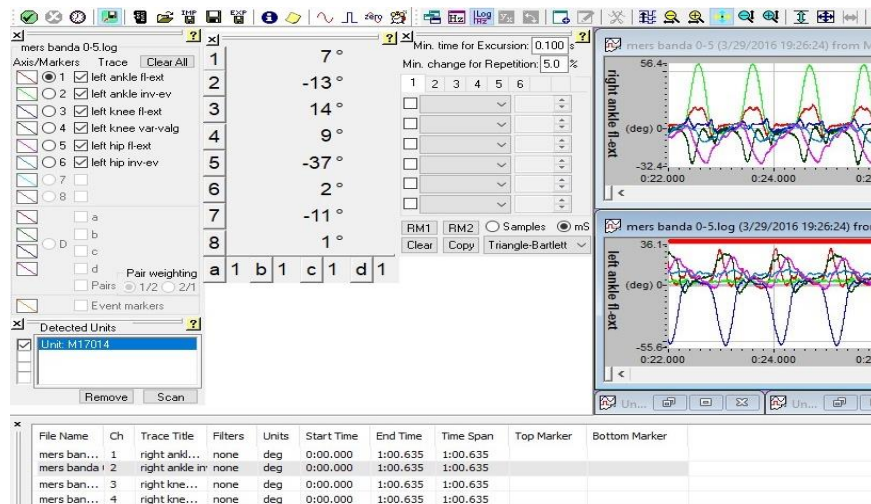 IMP EXP Hz Log Hz
mers banda 0-5.log
Axis/Markers Trace Clear All
1 left ankle fl-ext
2 left ankle inv-ev
3 left knee fl-ext
4 left knee var-valg
5 left hip fl-ext
6 left hip inv-ev
7
8
a
b
D
c
d Pair weighting
Pairs 1/2 2/1
Event markers
Detected Units
Unit: M17014
Remove Scan
1 7 °
2 -13 °
3 14 °
4 9 °
5 -37 °
6 2 °
7 -11 °
8 1 °
a 1 b 1 c 1 d 1
Min. time for Excursion: 0.100 s
Min. change for Repetition: 5.0 %
1 2 3 4 5 6
RM1 RM2 Samples mS
Clear Copy Triangle-Bartlett
mers banda 0-5 (3/29/2016 19:26:24) from M
56.4
right ankle fl-ext
(deg) 0
-32.4
0:22.000 0:24.000 0:2
mers banda 0-5.log (3/29/2016 19:26:24) fro
36.1
left ankle fl-ext
(deg) 0
-55.6
0:22.000 0:24.000 0:2
Un... Un...
File Name Ch Trace Title Filters Units Start Time End Time Time Span Top Marker Bottom Marker
mers ban... 1 right ankl... none deg 0:00.000 1:00.635 1:00.635
mers banda 2 right ankle in none deg 0:00.000 1:00.635 1:00.635
mers ban... 3 right kne... none deg 0:00.000 1:00.635 1:00.635
mers ban... 4 right kne... none deg 0:00.000 1:00.635 1:00.635